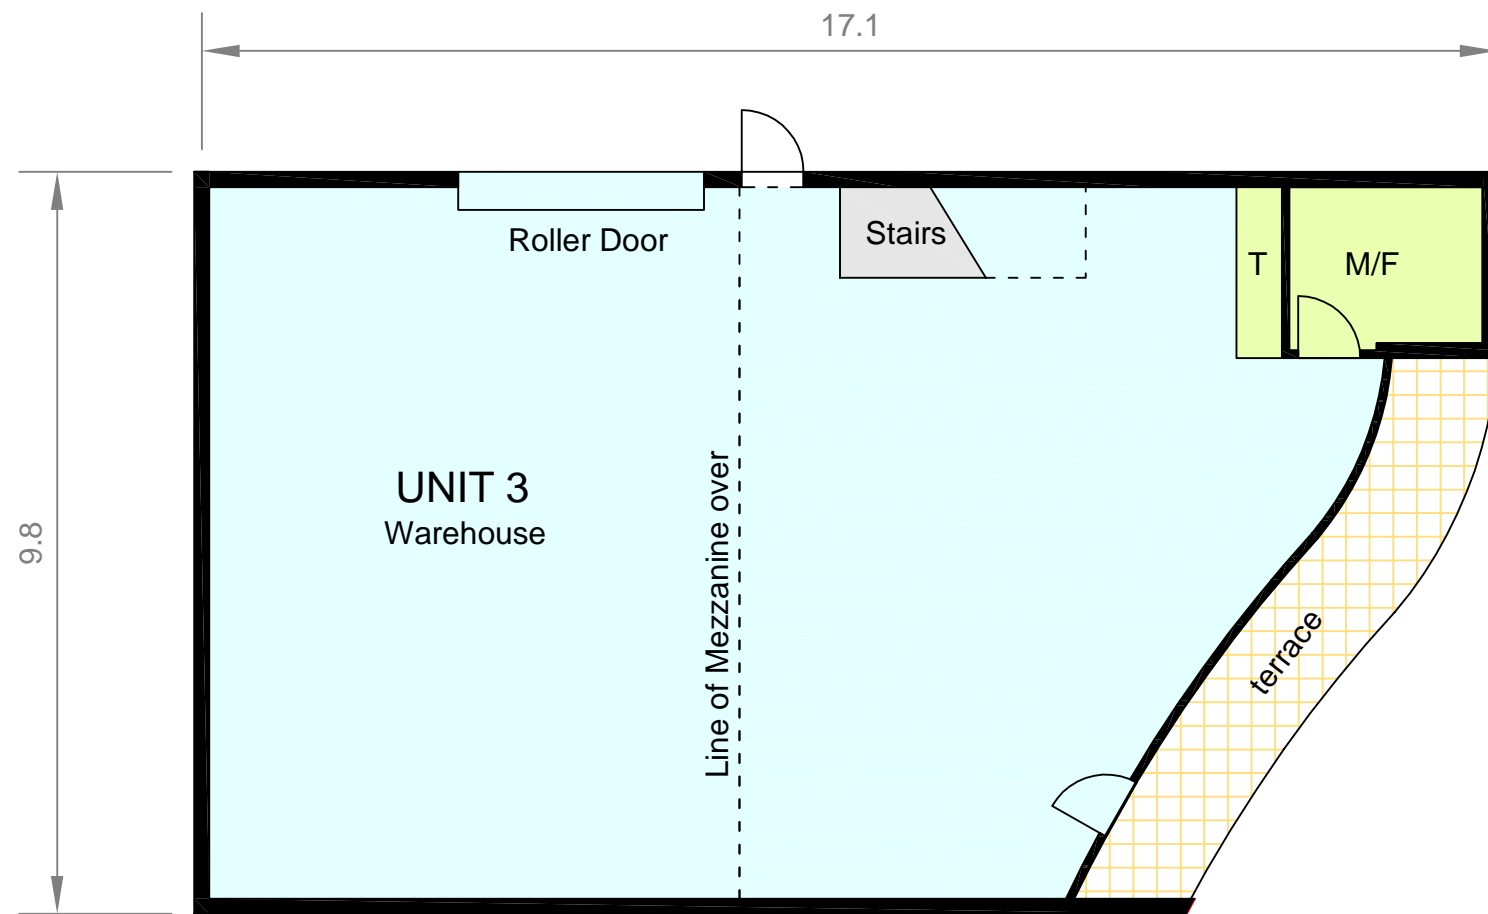 17.1
Roller Door
Stairs
T
M/F
9.8
UNIT 3
Warehouse
Line of Mezzanine over
terrace